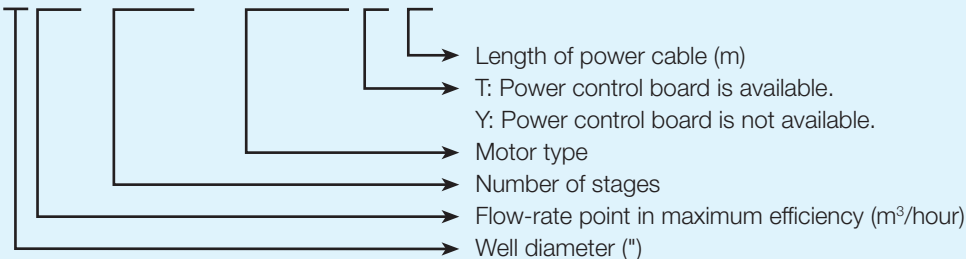 Length of power cable (m)
T: Power control board is available.
Y: Power control board is not available.
Motor type
Number of stages
Flow-rate point in maximum efficiency (m³/hour)
Well diameter (")